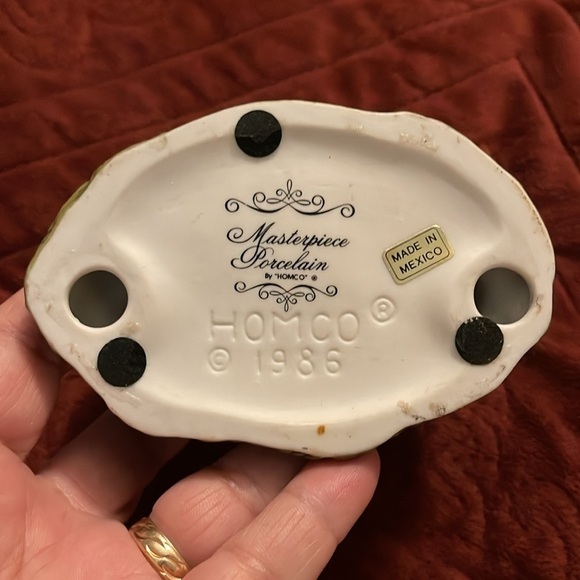 Masterpiece
Porcelain
By "HOMCO" ®
MADE IN
MEXICO
HOMCO®
© 1986